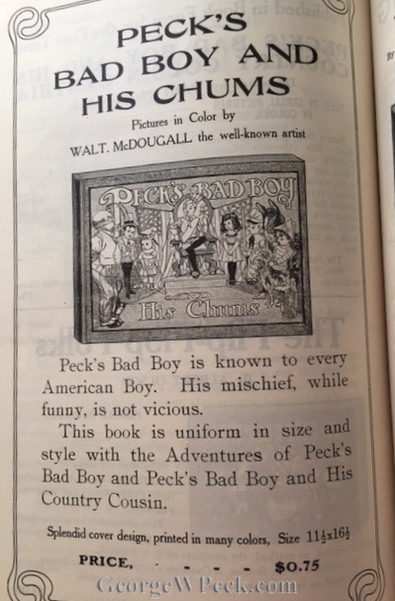 PECK'S
BAD BOY AND
HIS CHUMS
Pictures in Color by
WALT. McDOUGALL the well-known artist
PECK'S BAD BOY
His Chums
Peck's Bad Boy is known to every
American Boy. His mischief, while
funny, is not vicious.
This book is uniform in size and
style with the Adventures of Peck's
Bad Boy and Peck's Bad Boy and His
Country Cousin.
Splendid cover design, printed in many colors, Size 11½x16½
PRICE, - - - - $0.75
GeorgeWPeck.com